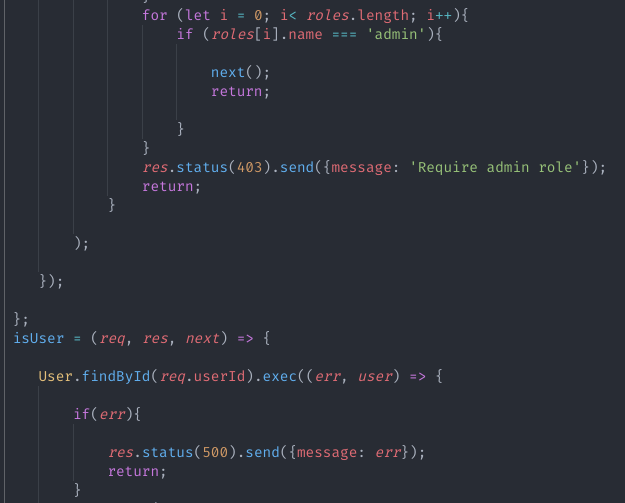 for (let i = 0; i< roles.length; i++){
if (roles[i].name === 'admin'){
next();
return;
}
}
res.status(403).send({message: 'Require admin role'});
return;
}
);
});
};
isUser = (req, res, next) => {
User.findById(req.userId).exec((err, user) => {
if(err){
res.status(500).send({message: err});
return;
}